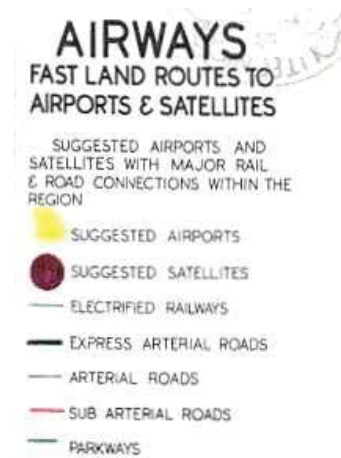 AIRWAYS
FAST LAND ROUTES TO
AIRPORTS & SATELLITES
SUGGESTED AIRPORTS AND
SATELLITES WITH MAJOR RAIL
& ROAD CONNECTIONS WITHIN THE
REGION
SUGGESTED AIRPORTS
SUGGESTED SATELLITES
ELECTRIFIED RAILWAYS
EXPRESS ARTERIAL ROADS
ARTERIAL ROADS
SUB ARTERIAL ROADS
PARKWAYS